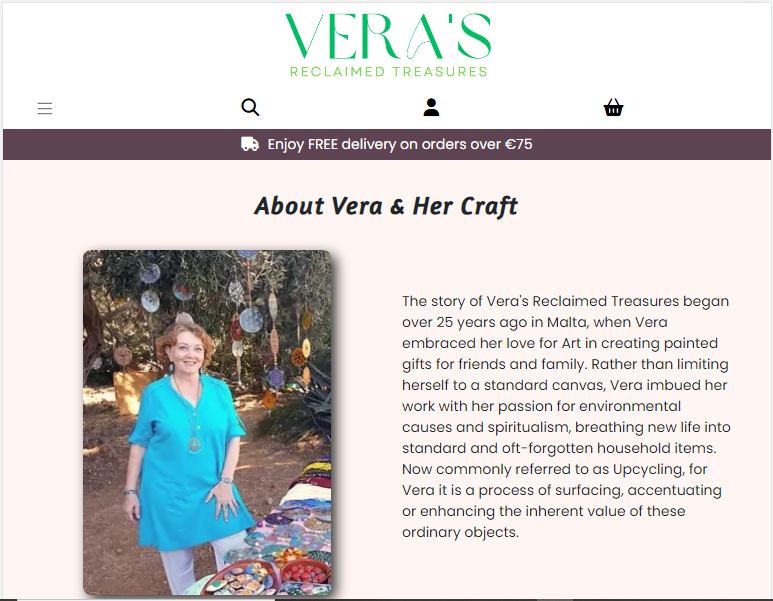 VERA'S
RECLAIMED TREASURES
Enjoy FREE delivery on orders over €75
About Vera & Her Craft
The story of Vera's Reclaimed Treasures began
over 25 years ago in Malta, when Vera
embraced her love for Art in creating painted
gifts for friends and family. Rather than limiting
herself to a standard canvas, Vera imbued her
work with her passion for environmental
causes and spiritualism, breathing new life into
standard and oft-forgotten household items.
Now commonly referred to as Upcycling, for
Vera it is a process of surfacing, accentuating
or enhancing the inherent value of these
ordinary objects.